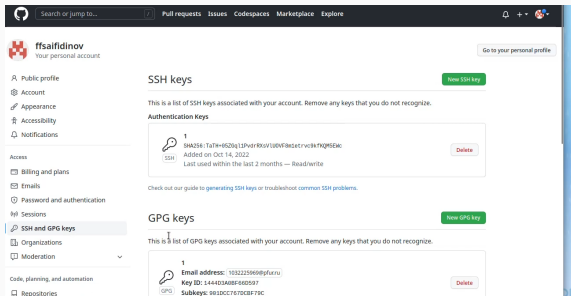 Search or jump to...
/
Pull requests Issues Codespaces Marketplace Explore
ffsaifidinov
Your personal account
Go to your personal profile
Public profile
Account
Appearance
Accessibility
Notifications
Access
Billing and plans
Emails
Password and authentication
Sessions
SSH and GPG keys
Organizations
Moderation
Code, planning, and automation
Repositories
SSH keys
New SSH key
This is a list of SSH keys associated with your account. Remove any keys that you do not recognize.
Authentication Keys
1
SSH
Added on Oct 14, 2022
Last used within the last 2 months — Read/write
Delete
Check out our guide to generating SSH keys or troubleshoot common SSH problems.
GPG keys
New GPG key
This is a list of GPG keys associated with your account. Remove any keys that you do not recognize.
1
Email address: 1032225069@pfur.ru
Key ID: 1444D3A0BF66D597
GPG
Subkeys: 991DCC767DCBF79C
Delete